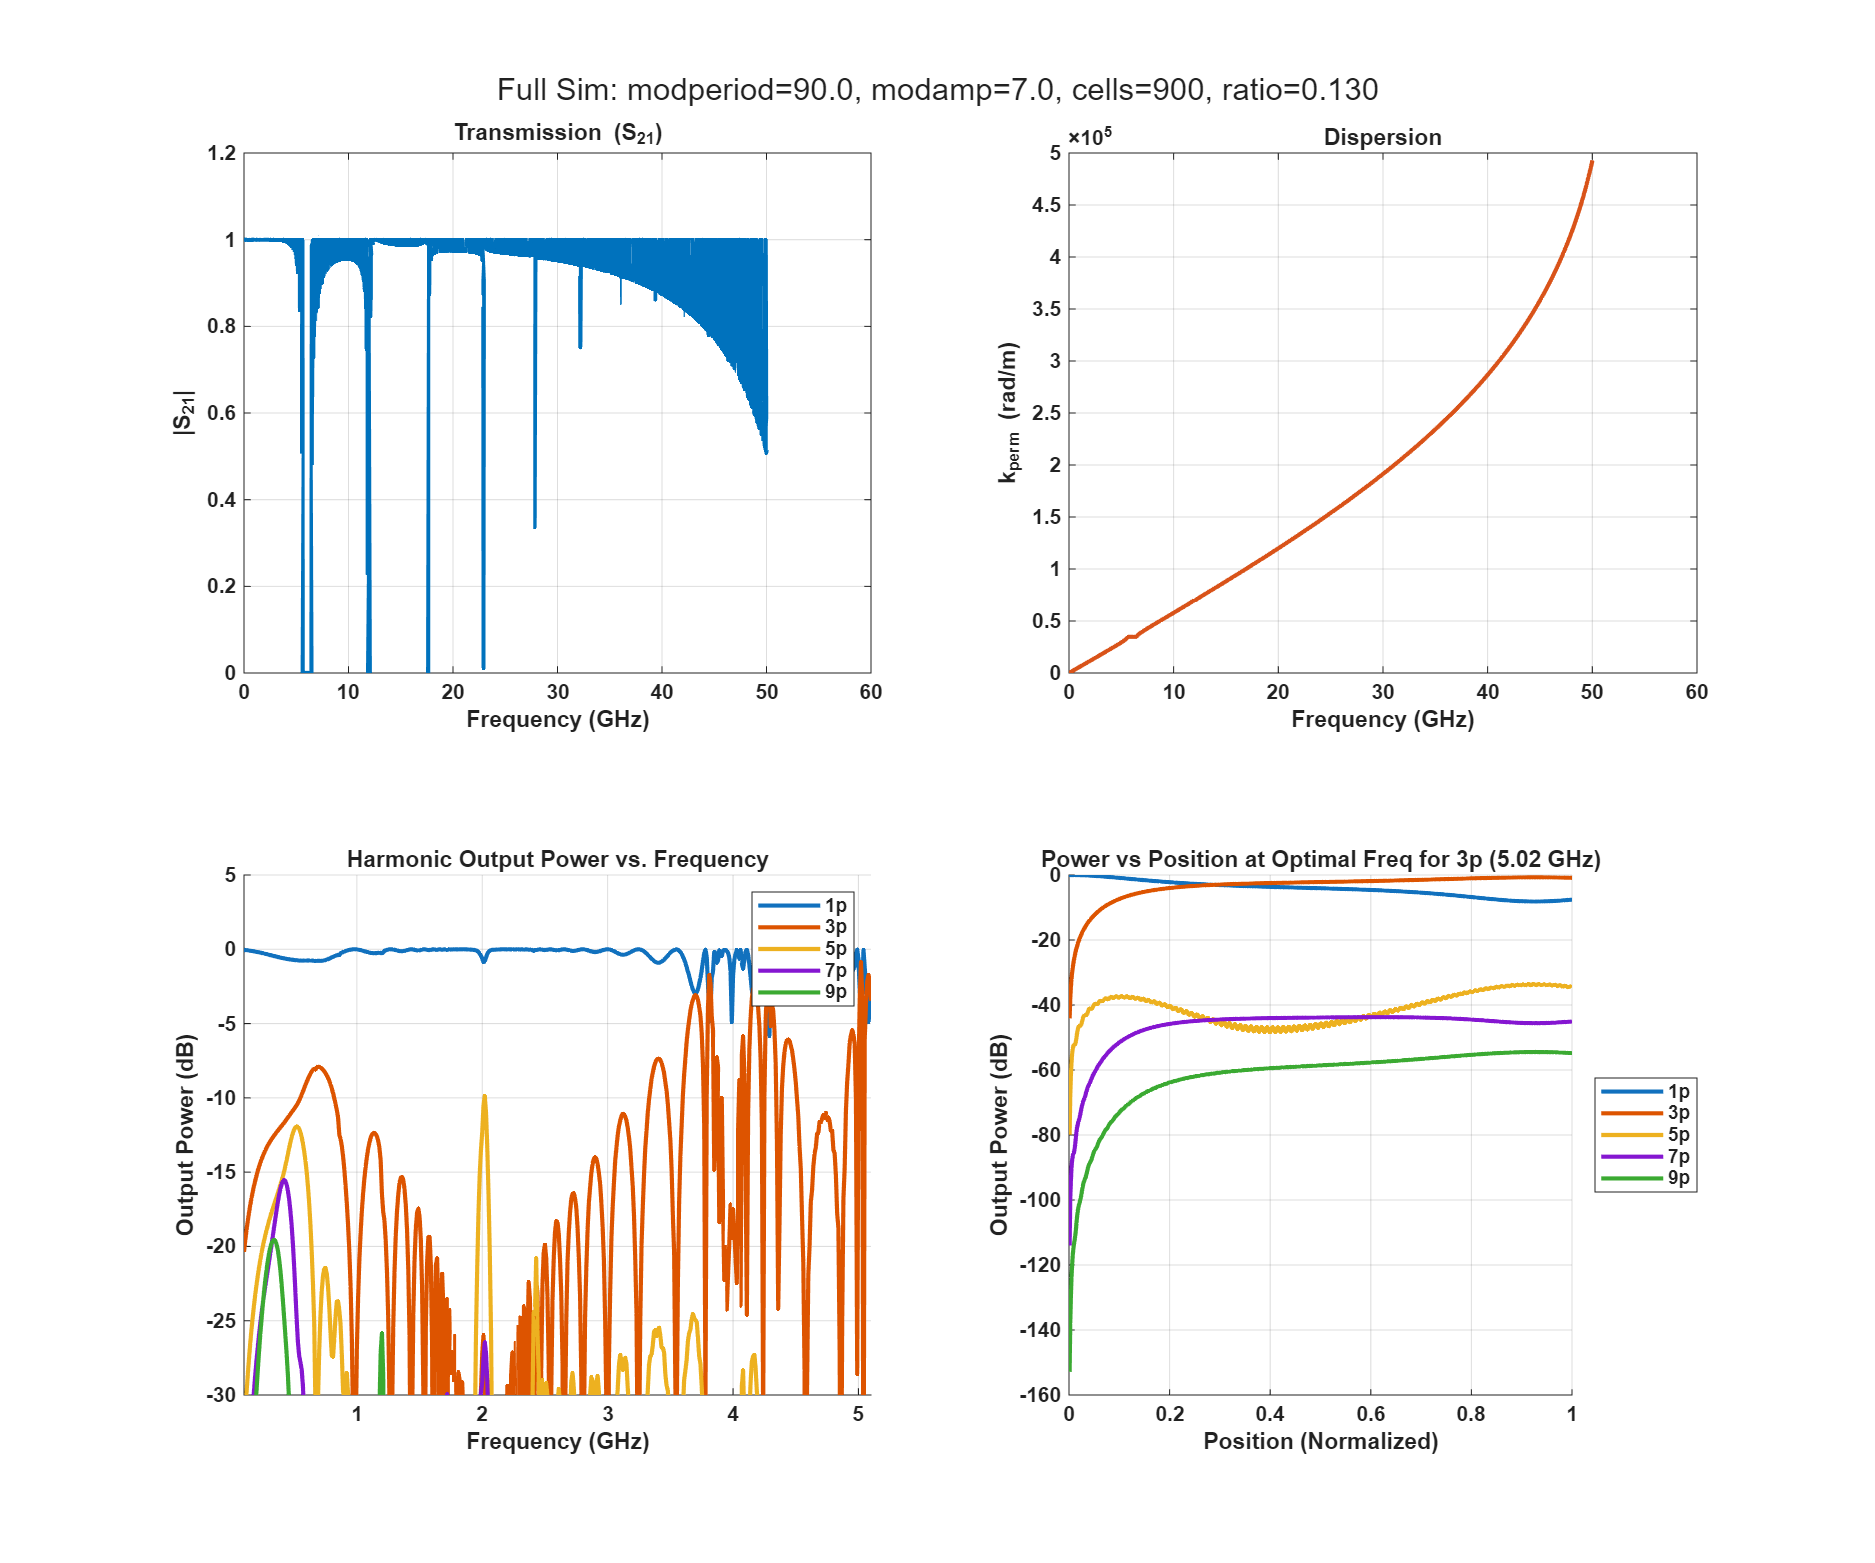 Full Sim: modperiod=90.0, modamp=7.0, cells=900, ratio=0.130
Transmission (S21)
1.2
1
0.8
0.6
0.4
0.2
0
|S21|
0 10 20 30 40 50 60
Frequency (GHz)
×10^5
Dispersion
5
4.5
4
3.5
3
2.5
2
1.5
1
0.5
0
kperm (rad/m)
0 10 20 30 40 50 60
Frequency (GHz)
Harmonic Output Power vs. Frequency
5
0
-5
-10
-15
-20
-25
-30
Output Power (dB)
1p
3p
5p
7p
9p
1 2 3 4 5
Frequency (GHz)
Power vs Position at Optimal Freq for 3p (5.02 GHz)
0
-20
-40
-60
-80
-100
-120
-140
-160
Output Power (dB)
0 0.2 0.4 0.6 0.8 1
Position (Normalized)
1p
3p
5p
7p
9p